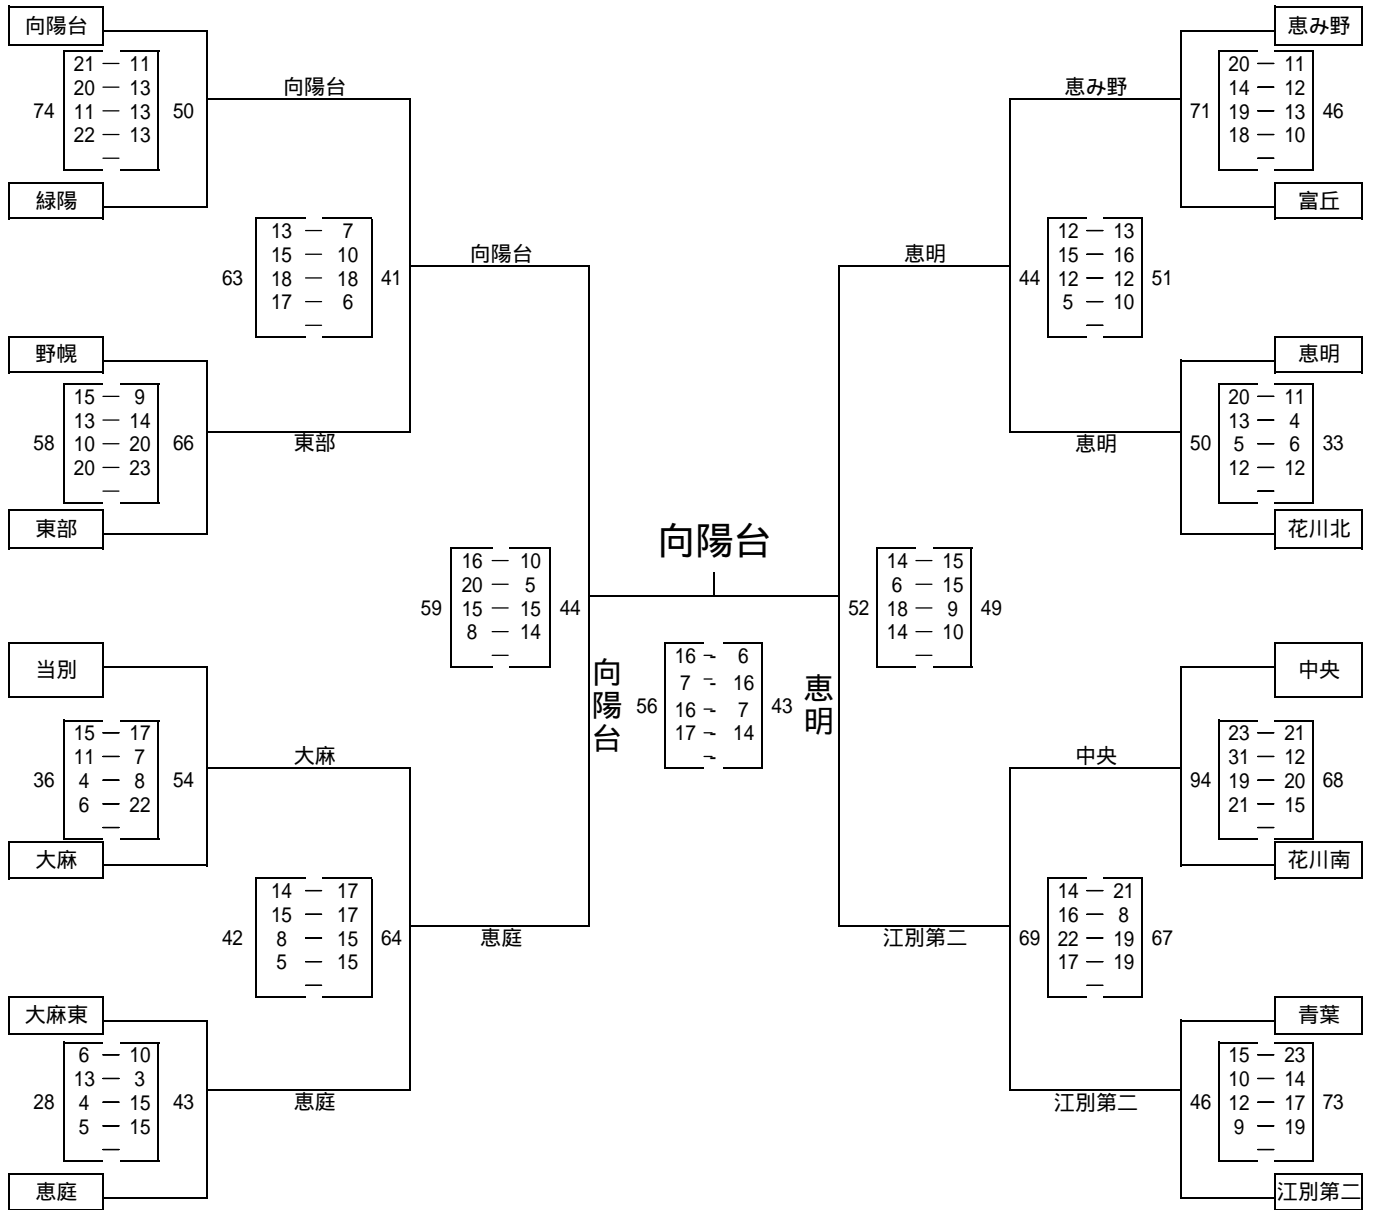 向陽台
21 ― 11
20 ― 13
74 11 ― 13 50
22 ― 13
―
緑陽
向陽台
13 ― 7
15 ― 10
63 18 ― 18 41
17 ― 6
―
向陽台
野幌
15 ― 9
13 ― 14
58 10 ― 20 66
20 ― 23
―
東部
東部
16 ― 10
20 ― 5
59 15 ― 15 44
8 ― 14
―
当別
15 ― 17
11 ― 7
36 4 ― 8 54
6 ― 22
―
大麻
大麻
14 ― 17
15 ― 17
42 8 ― 15 64
5 ― 15
―
恵庭
大麻東
6 ― 10
13 ― 3
28 4 ― 15 43
5 ― 15
―
恵庭
恵庭
向陽台
向陽台
16 - 6
7 - 16
56 16 - 7 43
17 - 14
-
恵明
恵み野
20 ― 11
14 ― 12
71 19 ― 13 46
18 ― 10
―
富丘
恵み野
12 ― 13
15 ― 16
44 12 ― 12 51
5 ― 10
―
恵明
恵明
20 ― 11
13 ― 4
50 5 ― 6 33
12 ― 12
―
花川北
恵明
14 ― 15
6 ― 15
52 18 ― 9 49
14 ― 10
―
中央
23 ― 21
31 ― 12
94 19 ― 20 68
21 ― 15
―
花川南
中央
14 ― 21
16 ― 8
69 22 ― 19 67
17 ― 19
―
江別第二
青葉
15 ― 23
10 ― 14
46 12 ― 17 73
9 ― 19
―
江別第二
江別第二